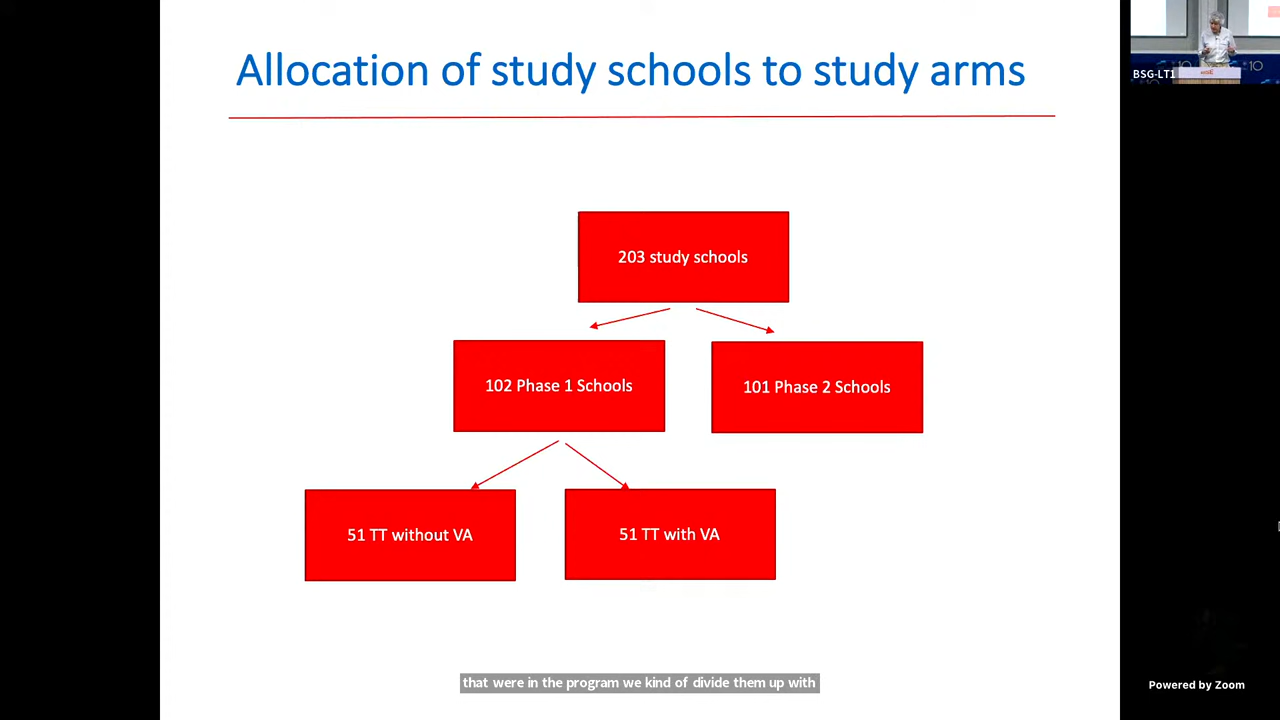 Allocation of study schools to study arms
BSG-LT1
203 study schools
102 Phase 1 Schools
101 Phase 2 Schools
51 TT without VA
51 TT with VA
that were in the program we kind of divide them up with
Powered by Zoom